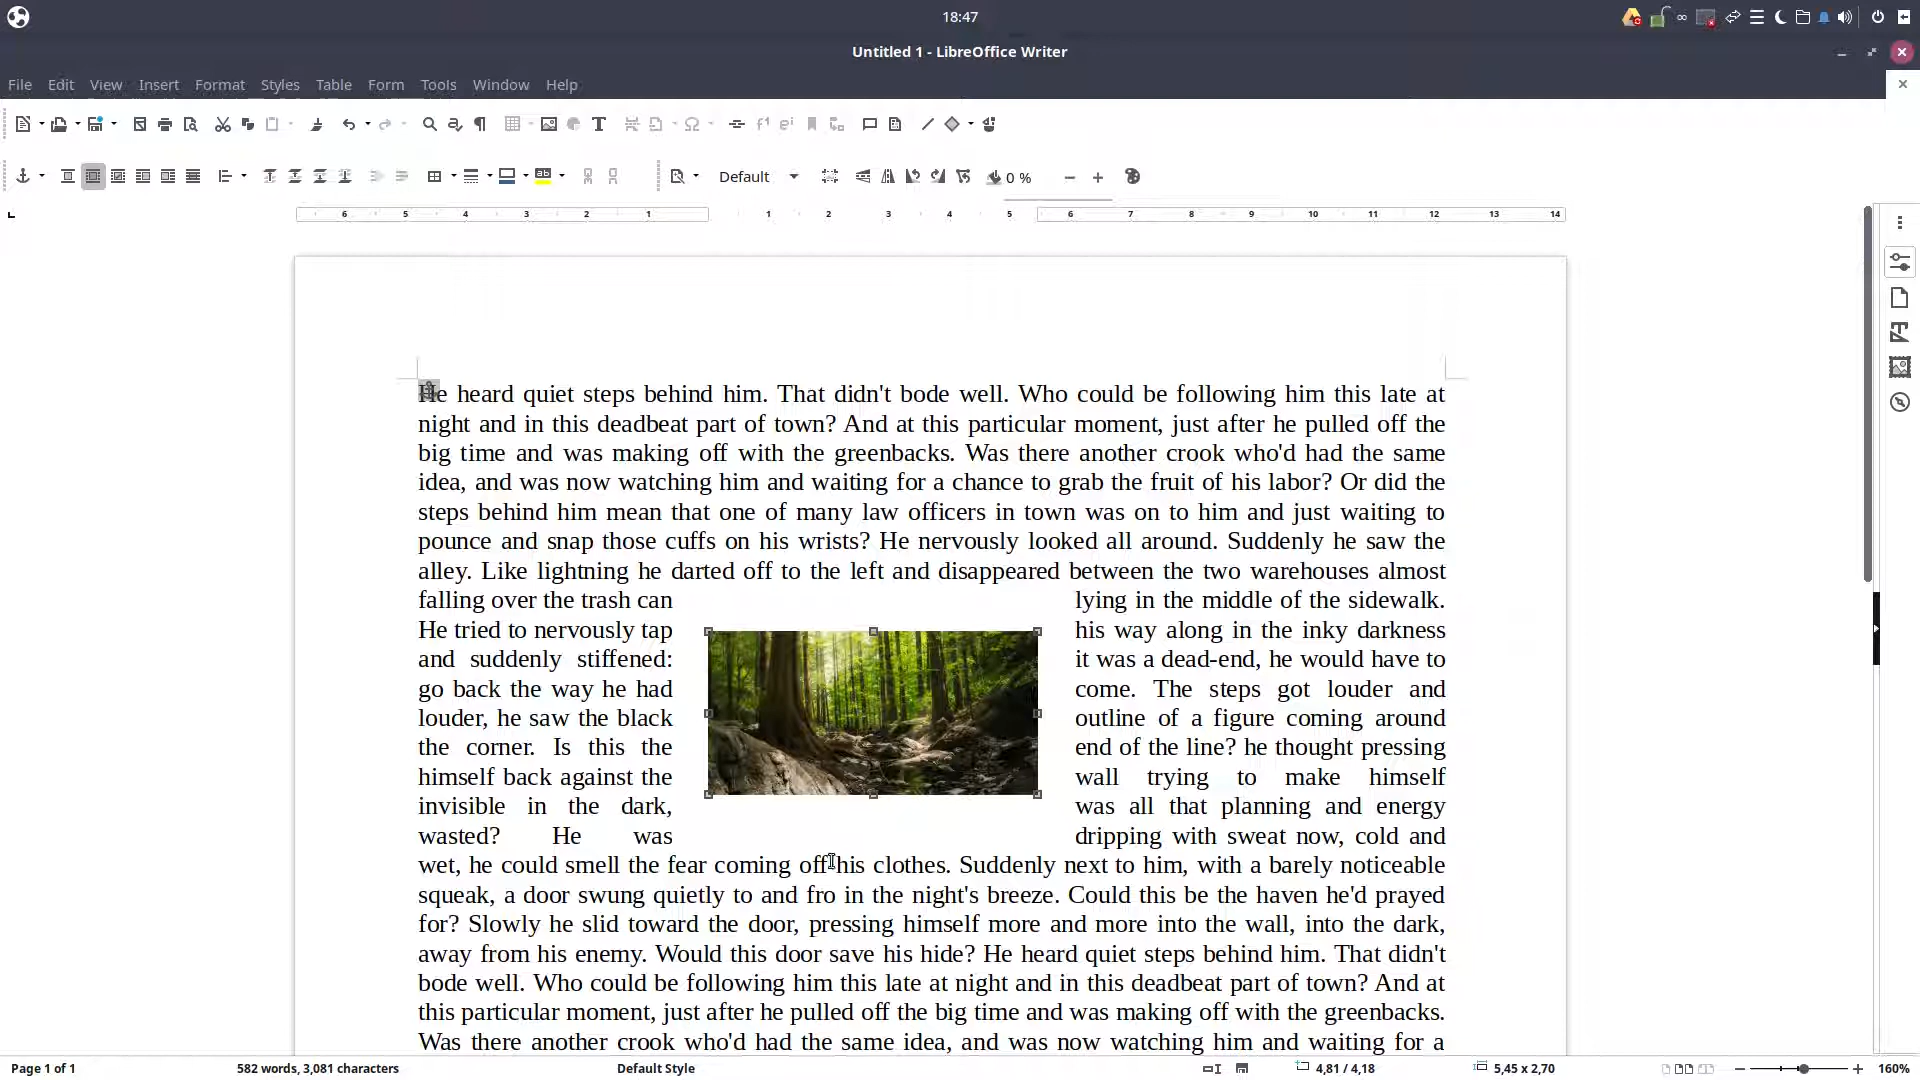 18:47
Untitled 1 - LibreOffice Writer
File Edit View Insert Format Styles Table Form Tools Window Help
Default 0 %
6 5 4 3 2 1 1 2 3 4 5 6 7 8 9 10 11 12 13 14
He heard quiet steps behind him. That didn't bode well. Who could be following him this late at
night and in this deadbeat part of town? And at this particular moment, just after he pulled off the
big time and was making off with the greenbacks. Was there another crook who'd had the same
idea, and was now watching him and waiting for a chance to grab the fruit of his labor? Or did the
steps behind him mean that one of many law officers in town was on to him and just waiting to
pounce and snap those cuffs on his wrists? He nervously looked all around. Suddenly he saw the
alley. Like lightning he darted off to the left and disappeared between the two warehouses almost
falling over the trash can lying in the middle of the sidewalk.
He tried to nervously tap his way along in the inky darkness
and suddenly stiffened: it was a dead-end, he would have to
go back the way he had come. The steps got louder and
louder, he saw the black outline of a figure coming around
the corner. Is this the end of the line? he thought pressing
himself back against the wall trying to make himself
invisible in the dark, was all that planning and energy
wasted? He was dripping with sweat now, cold and
wet, he could smell the fear coming off his clothes. Suddenly next to him, with a barely noticeable
squeak, a door swung quietly to and fro in the night's breeze. Could this be the haven he'd prayed
for? Slowly he slid toward the door, pressing himself more and more into the wall, into the dark,
away from his enemy. Would this door save his hide? He heard quiet steps behind him. That didn't
bode well. Who could be following him this late at night and in this deadbeat part of town? And at
this particular moment, just after he pulled off the big time and was making off with the greenbacks.
Was there another crook who'd had the same idea, and was now watching him and waiting for a
Page 1 of 1 582 words, 3,081 characters Default Style 4,81 / 4,18 5,45 x 2,70 160%